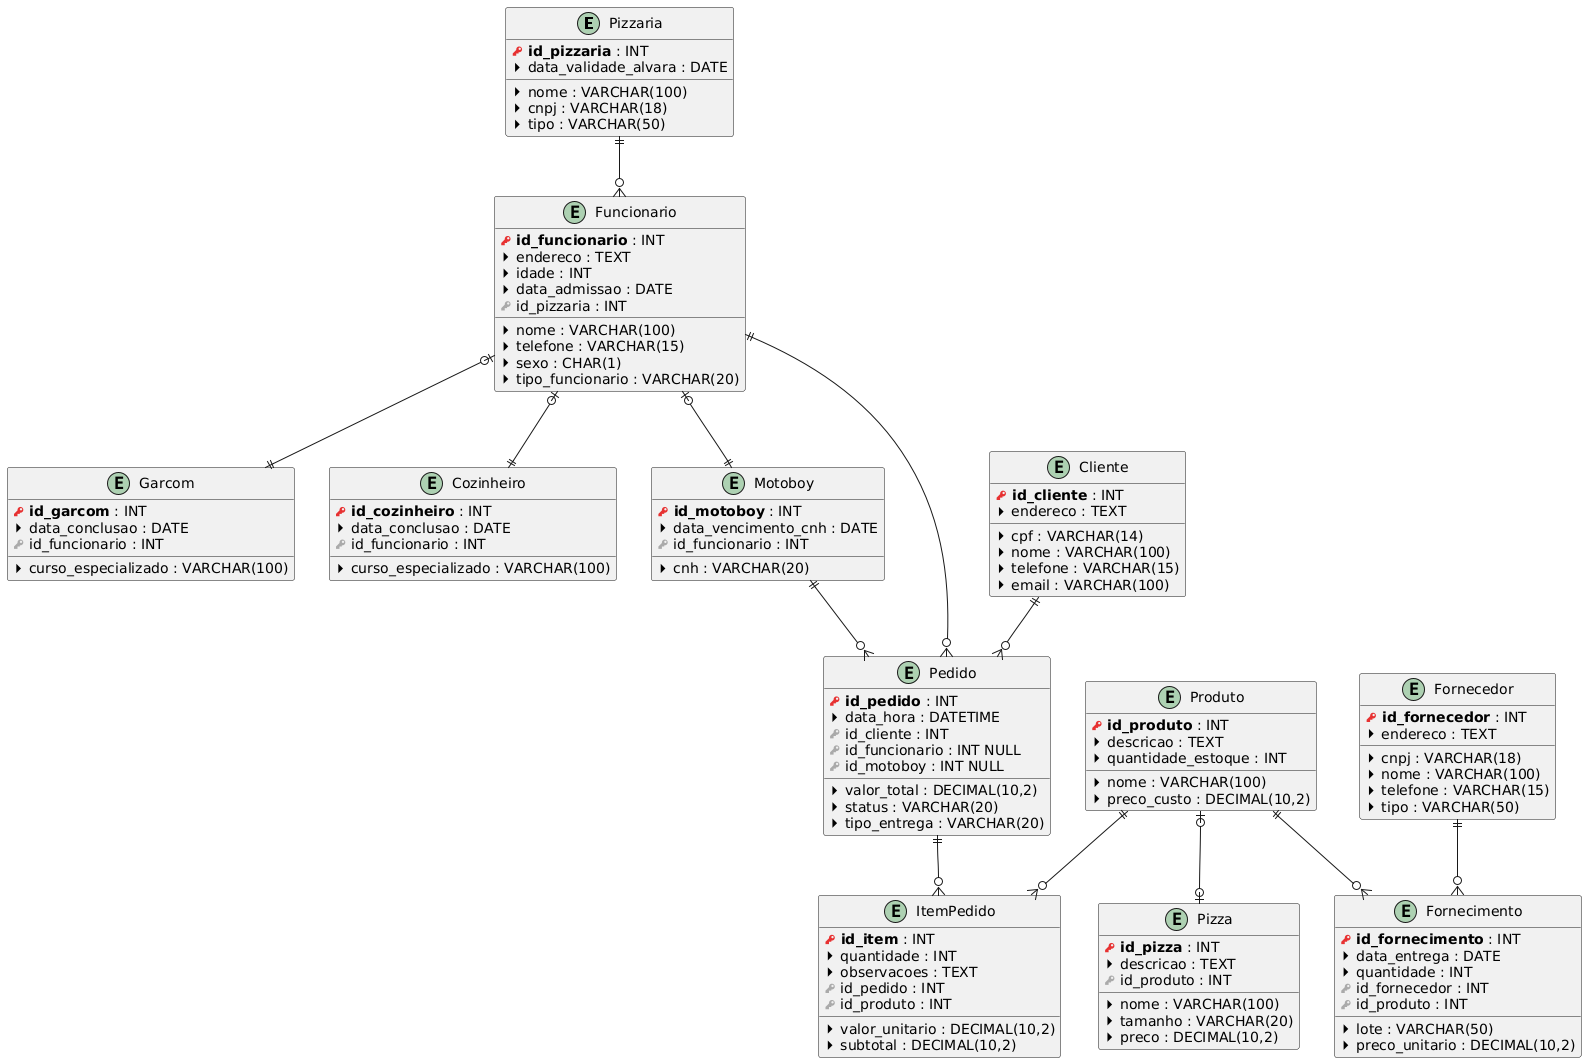 E Pizzaria
id_pizzaria : INT
data_validade_alvara : DATE
nome : VARCHAR(100)
cnpj : VARCHAR(18)
tipo : VARCHAR(50)
E Funcionario
id_funcionario : INT
endereco : TEXT
idade : INT
data_admissao : DATE
id_pizzaria : INT
nome : VARCHAR(100)
telefone : VARCHAR(15)
sexo : CHAR(1)
tipo_funcionario : VARCHAR(20)
E Garcom
id_garcom : INT
data_conclusao : DATE
id_funcionario : INT
curso_especializado : VARCHAR(100)
E Cozinheiro
id_cozinheiro : INT
data_conclusao : DATE
id_funcionario : INT
curso_especializado : VARCHAR(100)
E Motoboy
id_motoboy : INT
data_vencimento_cnh : DATE
id_funcionario : INT
cnh : VARCHAR(20)
E Cliente
id_cliente : INT
endereco : TEXT
cpf : VARCHAR(14)
nome : VARCHAR(100)
telefone : VARCHAR(15)
email : VARCHAR(100)
E Pedido
id_pedido : INT
data_hora : DATETIME
id_cliente : INT
id_funcionario : INT NULL
id_motoboy : INT NULL
valor_total : DECIMAL(10,2)
status : VARCHAR(20)
tipo_entrega : VARCHAR(20)
E Produto
id_produto : INT
descricao : TEXT
quantidade_estoque : INT
nome : VARCHAR(100)
preco_custo : DECIMAL(10,2)
E Fornecedor
id_fornecedor : INT
endereco : TEXT
cnpj : VARCHAR(18)
nome : VARCHAR(100)
telefone : VARCHAR(15)
tipo : VARCHAR(50)
E ItemPedido
id_item : INT
quantidade : INT
observacoes : TEXT
id_pedido : INT
id_produto : INT
valor_unitario : DECIMAL(10,2)
subtotal : DECIMAL(10,2)
E Pizza
id_pizza : INT
descricao : TEXT
id_produto : INT
nome : VARCHAR(100)
tamanho : VARCHAR(20)
preco : DECIMAL(10,2)
E Fornecimento
id_fornecimento : INT
data_entrega : DATE
quantidade : INT
id_fornecedor : INT
id_produto : INT
lote : VARCHAR(50)
preco_unitario : DECIMAL(10,2)